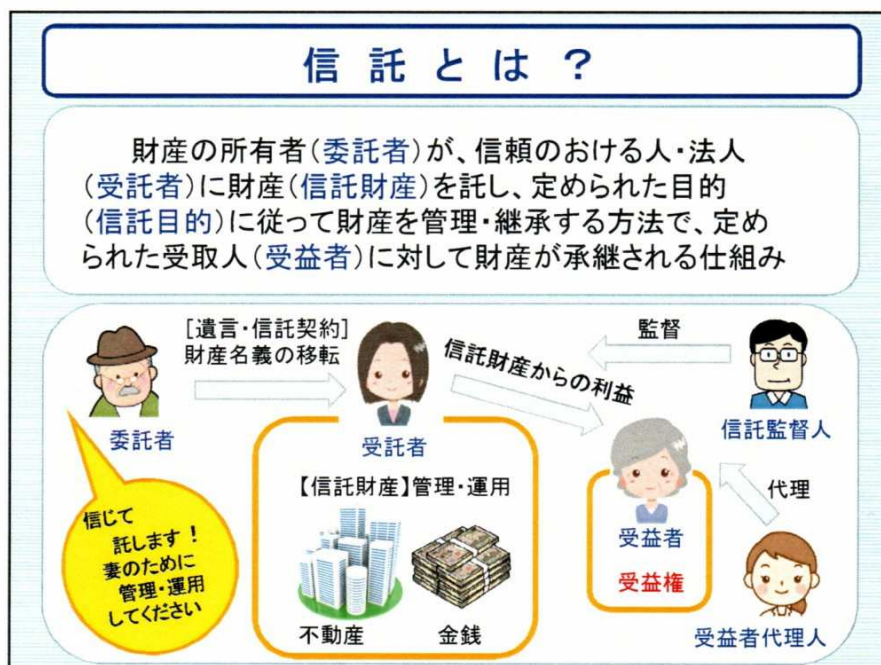 信託とは？
財産の所有者(委託者)が、信頼のおける人・法人
(受託者)に財産(信託財産)を託し、定められた目的
(信託目的)に従って財産を管理・継承する方法で、定め
られた受取人(受益者)に対して財産が承継される仕組み
[遺言・信託契約]
財産名義の移転
委託者
信じて
託します！
妻のために
管理・運用
してください
受託者
【信託財産】管理・運用
不動産
金銭
信託財産からの利益
監督
信託監督人
受益者
受益権
代理
受益者代理人